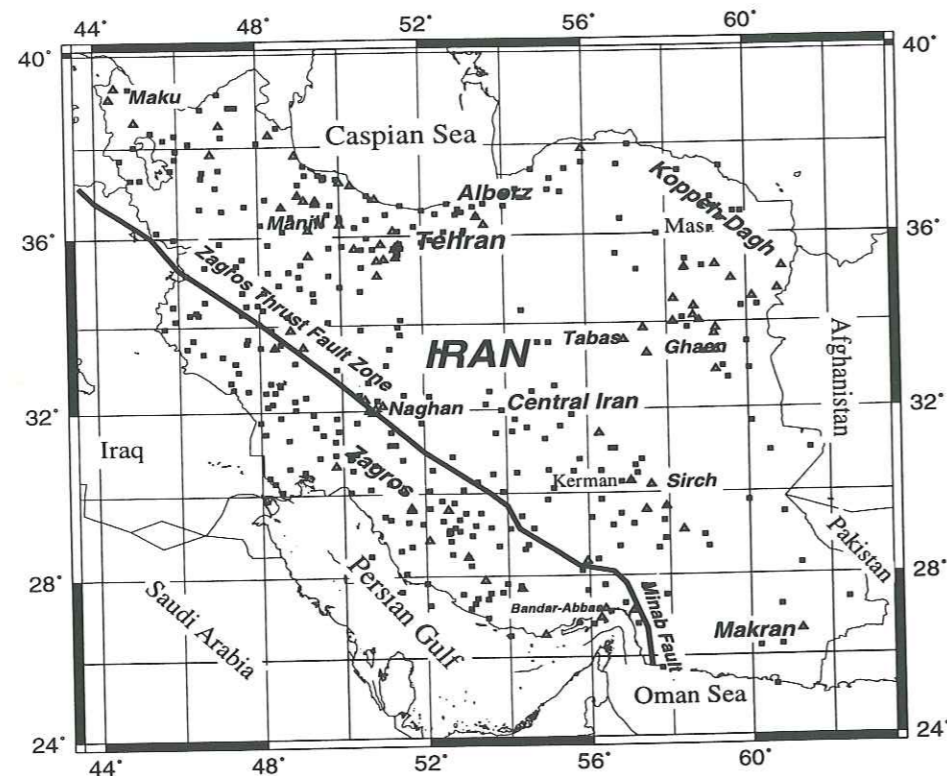 44° 48° 52° 56° 60°
40° 40°
Maku
Caspian Sea
Koppeh-Dagh
Alborz
Manjil
36° 36°
Tehran
Zagros Thrust Fault Zone
IRAN
Tabas
Ghaen
Afghanistan
32° 32°
Naghan
Central Iran
Iraq
Zagros
Kerman
Sirch
Pakistan
28° 28°
Persian Gulf
Saudi Arabia
Bandar-Abbas
Minab Fault
Makran
Oman Sea
24° 24°
44° 48° 52° 56° 60°